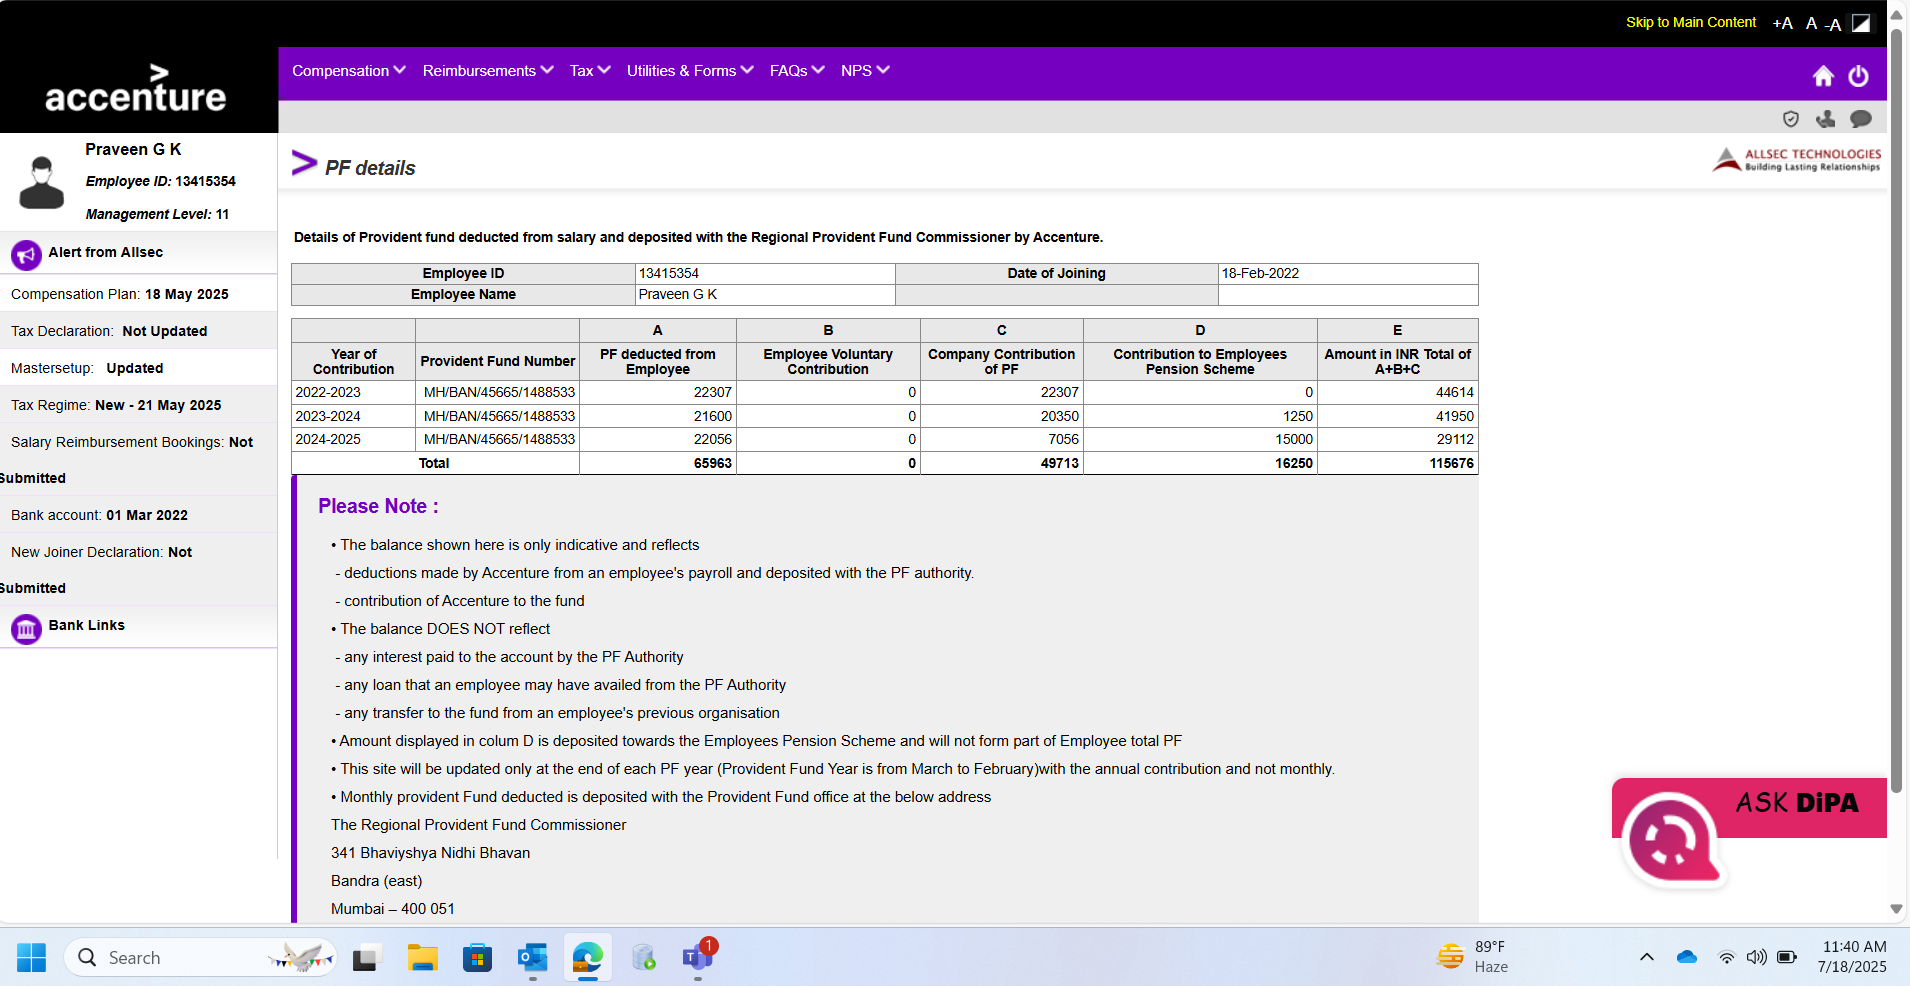 Skip to Main Content +A A -A
accenture
Compensation Reimbursements Tax Utilities & Forms FAQs NPS
Praveen G K
Employee ID: 13415354
Management Level: 11
Alert from Allsec
Compensation Plan: 18 May 2025
Tax Declaration: Not Updated
Mastersetup: Updated
Tax Regime: New - 21 May 2025
Salary Reimbursement Bookings: Not
Submitted
Bank account: 01 Mar 2022
New Joiner Declaration: Not
Submitted
Bank Links
PF details
ALLSEC TECHNOLOGIES
Building Lasting Relationships
Details of Provident fund deducted from salary and deposited with the Regional Provident Fund Commissioner by Accenture.
Employee ID 13415354 Date of Joining 18-Feb-2022
Employee Name Praveen G K
A B C D E
Year of Contribution Provident Fund Number PF deducted from Employee Employee Voluntary Contribution Company Contribution of PF Contribution to Employees Pension Scheme Amount in INR Total of A+B+C
2022-2023 MH/BAN/45665/1488533 22307 0 22307 0 44614
2023-2024 MH/BAN/45665/1488533 21600 0 20350 1250 41950
2024-2025 MH/BAN/45665/1488533 22056 0 7056 15000 29112
Total 65963 0 49713 16250 115676
Please Note :
• The balance shown here is only indicative and reflects
- deductions made by Accenture from an employee's payroll and deposited with the PF authority.
- contribution of Accenture to the fund
• The balance DOES NOT reflect
- any interest paid to the account by the PF Authority
- any loan that an employee may have availed from the PF Authority
- any transfer to the fund from an employee's previous organisation
• Amount displayed in colum D is deposited towards the Employees Pension Scheme and will not form part of Employee total PF
• This site will be updated only at the end of each PF year (Provident Fund Year is from March to February)with the annual contribution and not monthly.
• Monthly provident Fund deducted is deposited with the Provident Fund office at the below address
The Regional Provident Fund Commissioner
341 Bhaviyshya Nidhi Bhavan
Bandra (east)
Mumbai – 400 051
ASK DiPA
Search
1
89°F
Haze
11:40 AM
7/18/2025